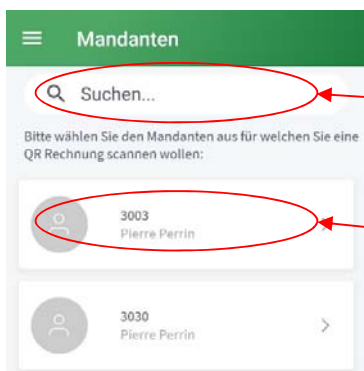 Mandanten
Suchen...
Bitte wählen Sie den Mandanten aus für welchen Sie eine
QR Rechnung scannen wollen:
3003
Pierre Perrin
3030
Pierre Perrin